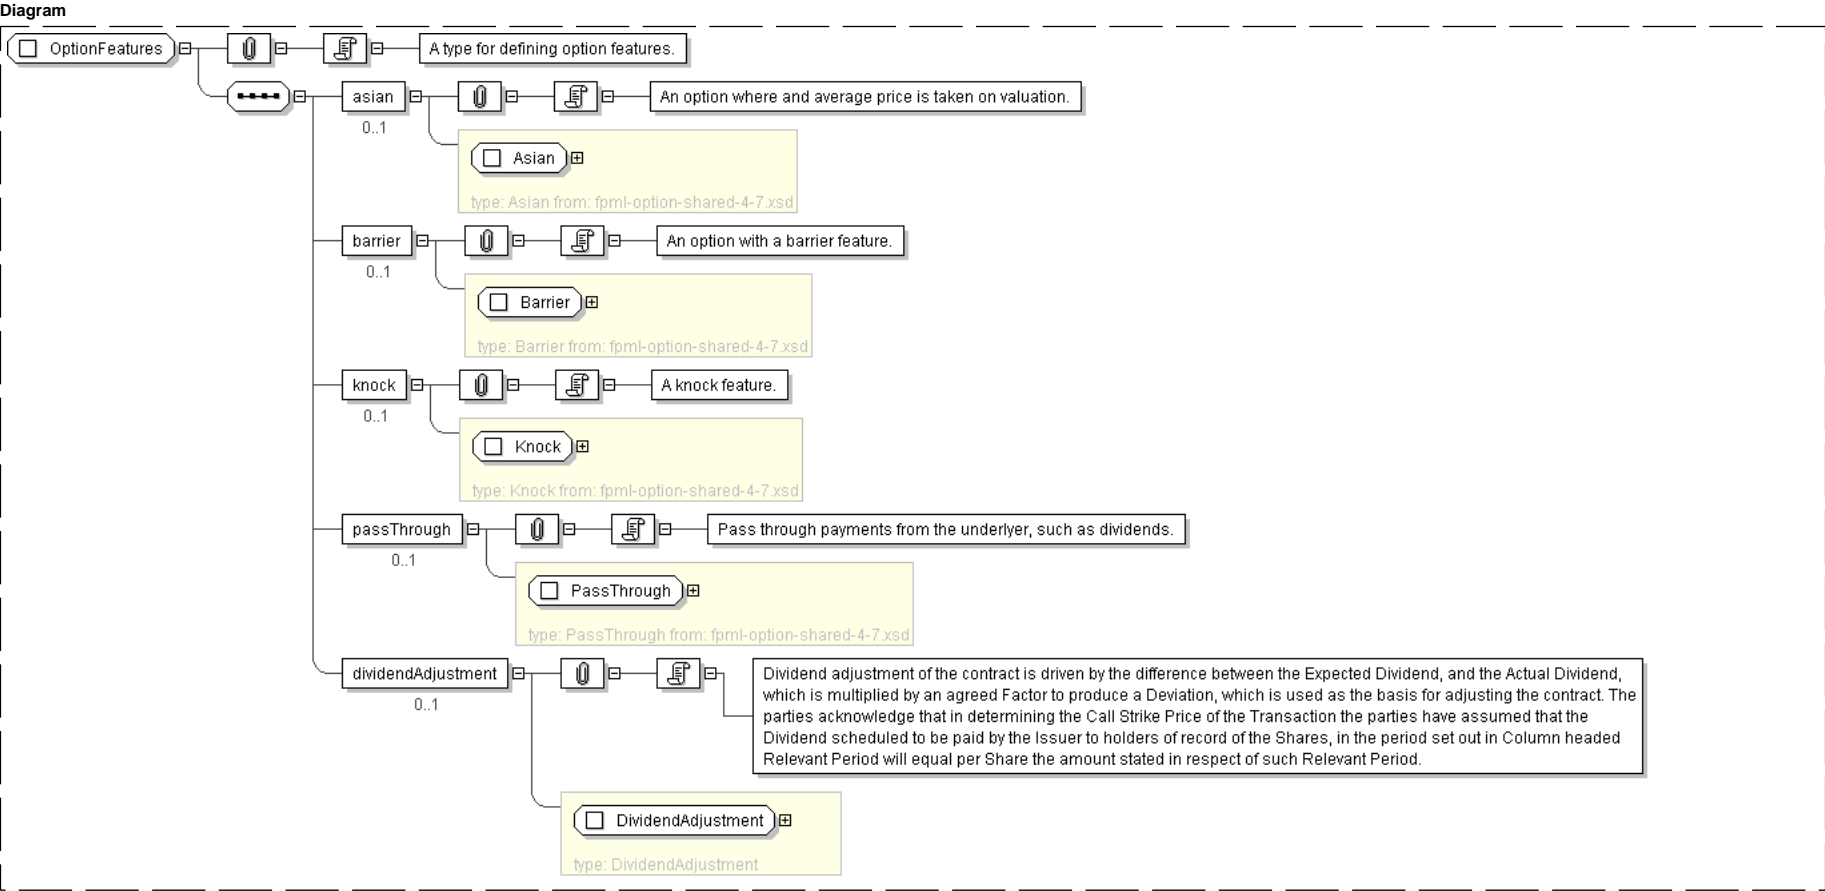 Diagram
OptionFeatures
A type for defining option features.
asian
An option where and average price is taken on valuation.
0..1
Asian
type: Asian from: fpml-option-shared-4-7.xsd
barrier
An option with a barrier feature.
0..1
Barrier
type: Barrier from: fpml-option-shared-4-7.xsd
knock
A knock feature.
0..1
Knock
type: Knock from: fpml-option-shared-4-7.xsd
passThrough
Pass through payments from the underlyer, such as dividends.
0..1
PassThrough
type: PassThrough from: fpml-option-shared-4-7.xsd
dividendAdjustment
0..1
Dividend adjustment of the contract is driven by the difference between the Expected Dividend, and the Actual Dividend,
which is multiplied by an agreed Factor to produce a Deviation, which is used as the basis for adjusting the contract. The
parties acknowledge that in determining the Call Strike Price of the Transaction the parties have assumed that the
Dividend scheduled to be paid by the Issuer to holders of record of the Shares, in the period set out in Column headed
Relevant Period will equal per Share the amount stated in respect of such Relevant Period.
DividendAdjustment
type: DividendAdjustment